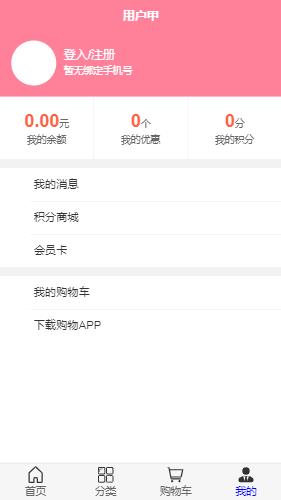 用户甲
登入/注册
暂无绑定手机号
0.00元 0个 0分
我的余额 我的优惠 我的积分
我的消息
积分商城
会员卡
我的购物车
下载购物APP
首页 分类 购物车 我的